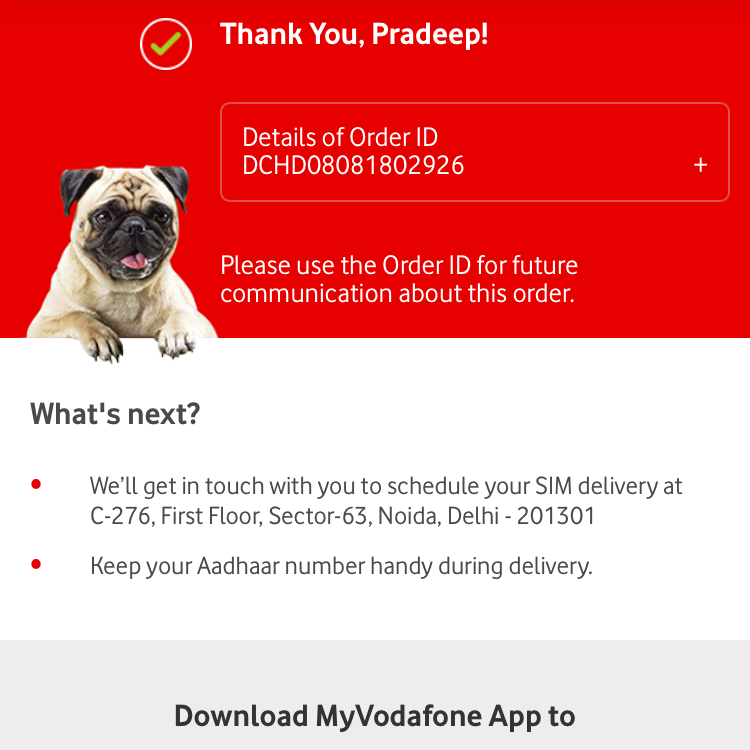 Thank You, Pradeep!
Details of Order ID
DCHD08081802926
+
Please use the Order ID for future
communication about this order.
What's next?
• We’ll get in touch with you to schedule your SIM delivery at
C-276, First Floor, Sector-63, Noida, Delhi - 201301
• Keep your Aadhaar number handy during delivery.
Download MyVodafone App to